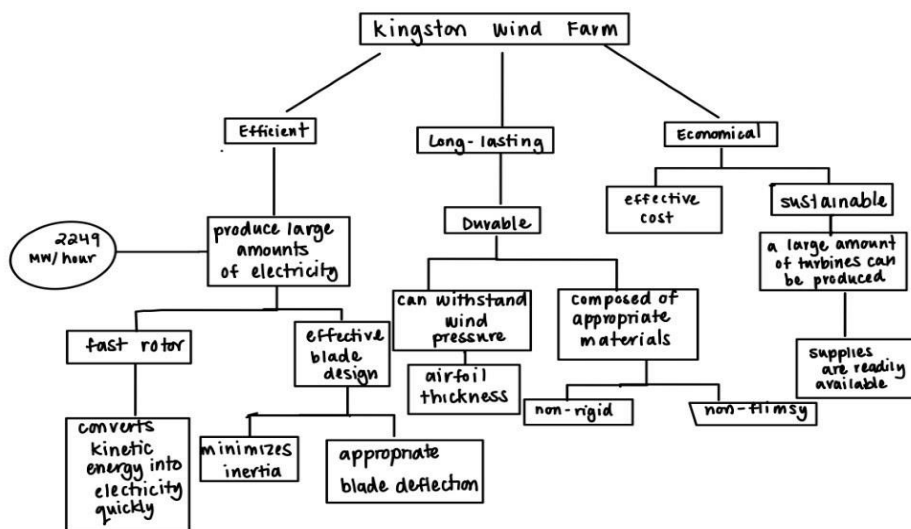 kingston Wind Farm
Efficient
Long-lasting
Economical
effective
cost
sustainable
Durable
2249
MW/hour
produce large
amounts
of electricity
a large amount
of turbines can
be produced
can withstand
wind
pressure
composed of
appropriate
materials
fast rotor
effective
blade
design
airfoil
thickness
supplies
are readily
available
non-rigid
non-flimsy
converts
kinetic
energy into
electricity
quickly
minimizes
inertia
appropriate
blade deflection